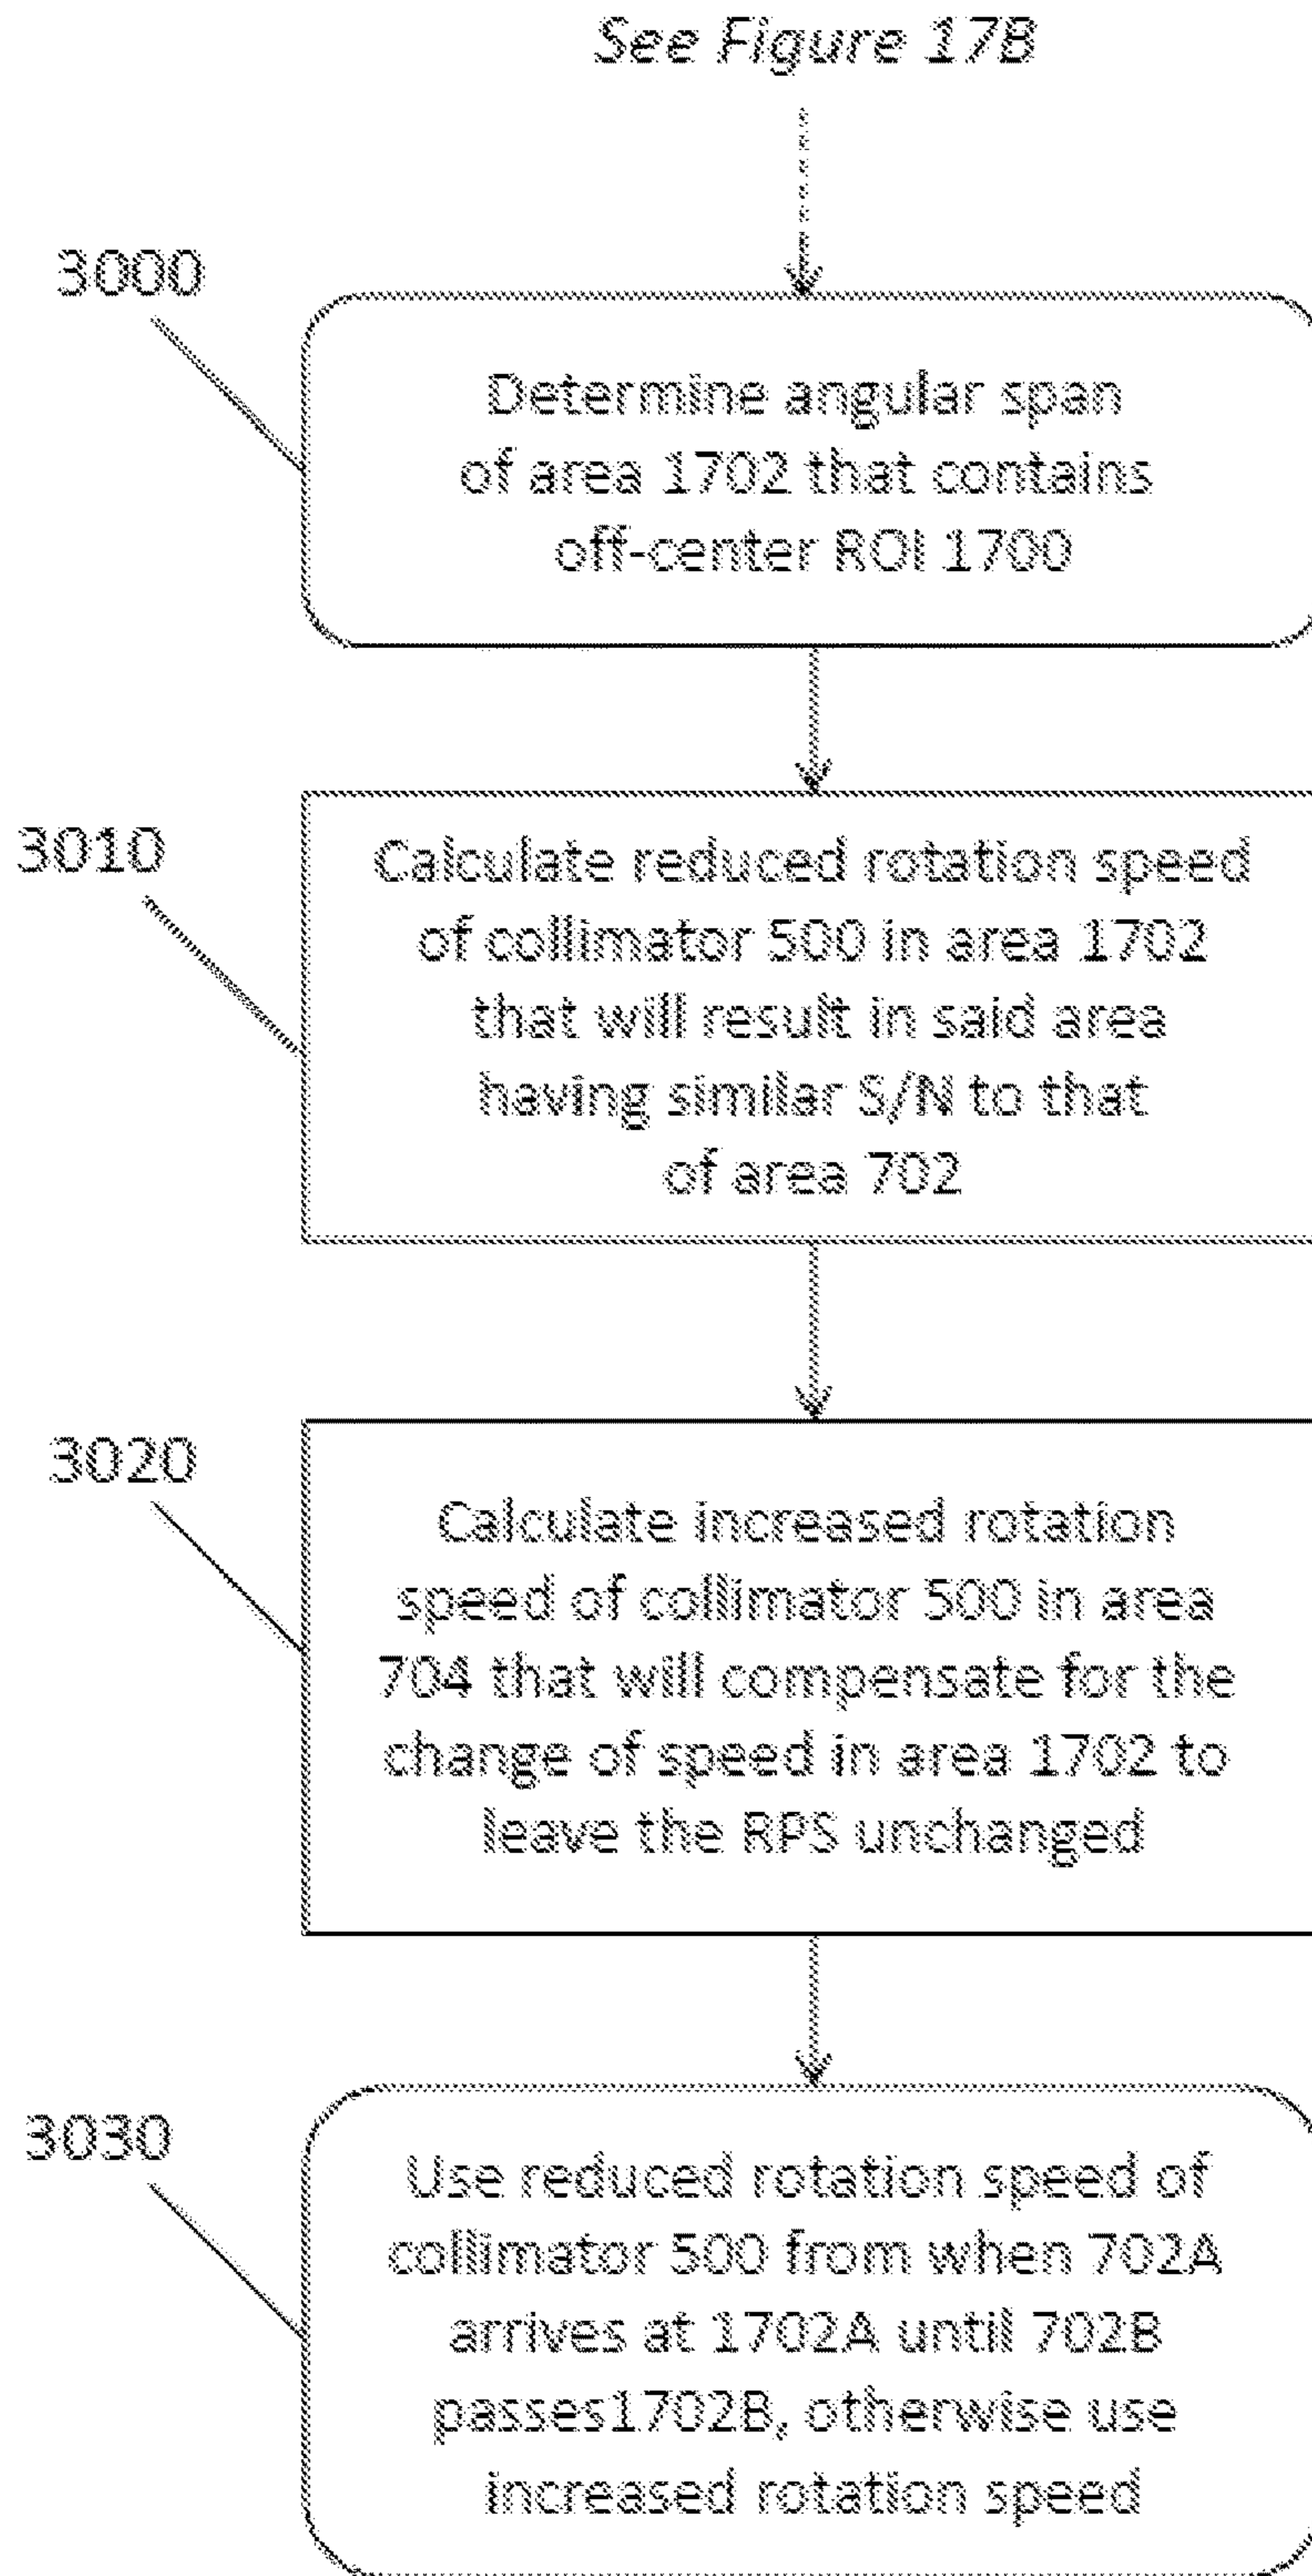 See Figure 17B
3000
Determine angular span
of area 1702 that contains
off-center ROI 1700
3010
Calculate reduced rotation speed
of collimator 500 in area 1702
that will result in said area
having similar S/N to that
of area 702
3020
Calculate increased rotation
speed of collimator 500 in area
704 that will compensate for the
change of speed in area 1702 to
leave the RPS unchanged
3030
Use reduced rotation speed of
collimator 500 from when 702A
arrives at 1702A until 702B
passes1702B, otherwise use
increased rotation speed